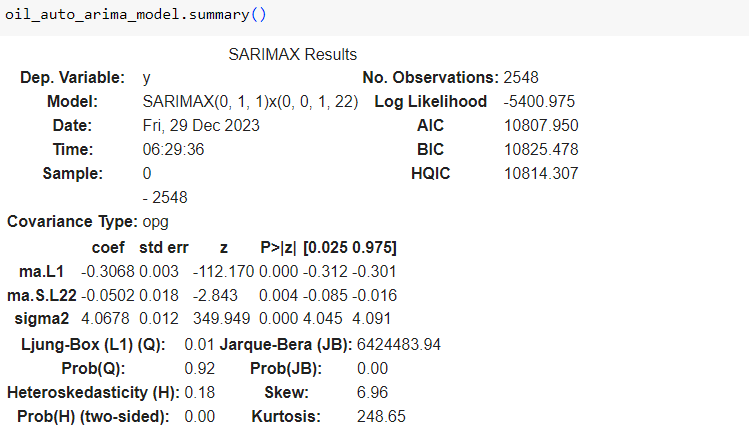 oil_auto_arima_model.summary()
SARIMAX Results
Dep. Variable: y No. Observations: 2548
Model: SARIMAX(0, 1, 1)x(0, 0, 1, 22) Log Likelihood -5400.975
Date: Fri, 29 Dec 2023 AIC 10807.950
Time: 06:29:36 BIC 10825.478
Sample: 0 HQIC 10814.307
- 2548
Covariance Type: opg
coef std err z P>|z| [0.025 0.975]
ma.L1 -0.3068 0.003 -112.170 0.000 -0.312 -0.301
ma.S.L22 -0.0502 0.018 -2.843 0.004 -0.085 -0.016
sigma2 4.0678 0.012 349.949 0.000 4.045 4.091
Ljung-Box (L1) (Q): 0.01 Jarque-Bera (JB): 6424483.94
Prob(Q): 0.92 Prob(JB): 0.00
Heteroskedasticity (H): 0.18 Skew: 6.96
Prob(H) (two-sided): 0.00 Kurtosis: 248.65